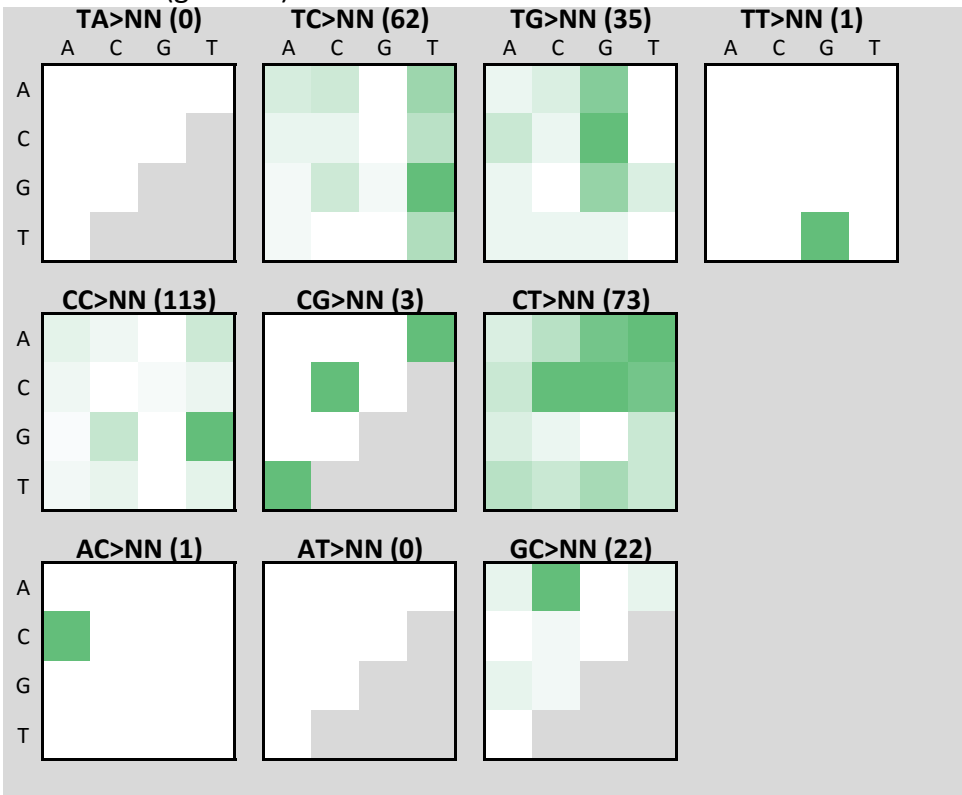 TA>NN (0) TC>NN (62) TG>NN (35) TT>NN (1)
A C G T A C G T A C G T A C G T
A
C
G
T
CC>NN (113) CG>NN (3) CT>NN (73)
A
C
G
T
AC>NN (1) AT>NN (0) GC>NN (22)
A
C
G
T